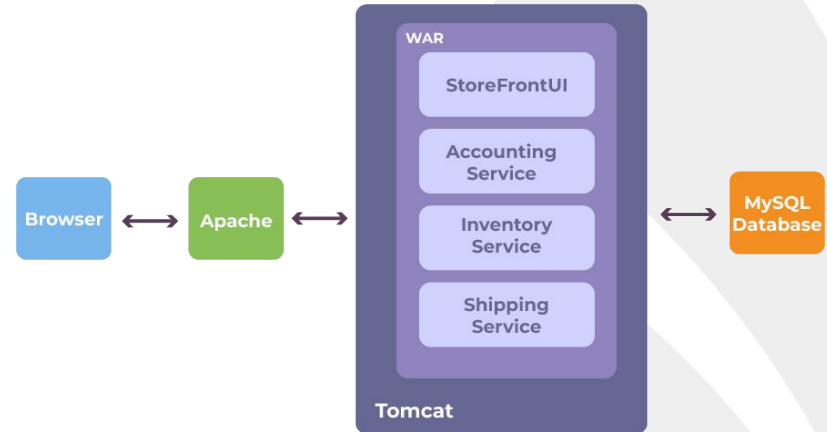 WAR
StoreFrontUI
Accounting
Service
Inventory
Service
Shipping
Service
Tomcat
Browser
Apache
MySQL
Database